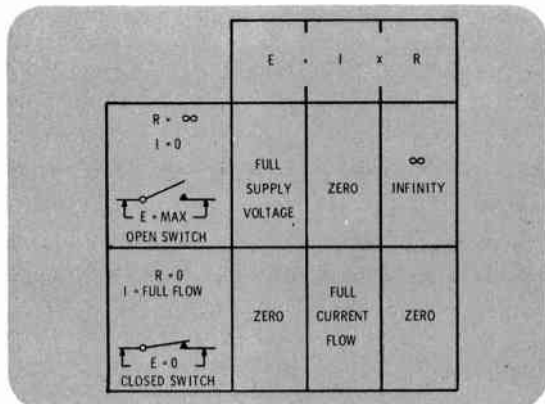 E = I x R
R = ∞
I = 0
E = MAX
OPEN SWITCH
FULL
SUPPLY
VOLTAGE
ZERO
∞
INFINITY
R = 0
I = FULL FLOW
E = 0
CLOSED SWITCH
ZERO
FULL
CURRENT
FLOW
ZERO